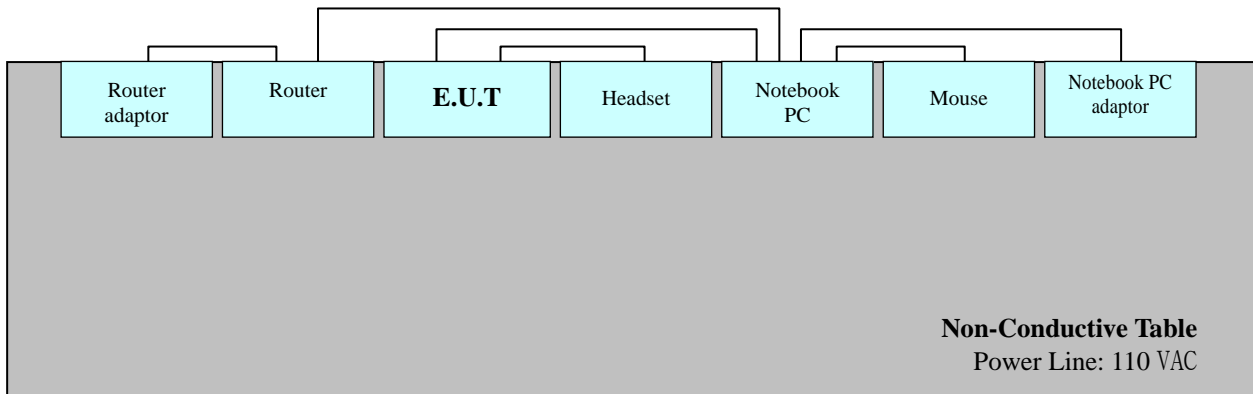 Router
adaptor
Router
E.U.T
Headset
Notebook
PC
Mouse
Notebook PC
adaptor
Non-Conductive Table
Power Line: 110 VAC